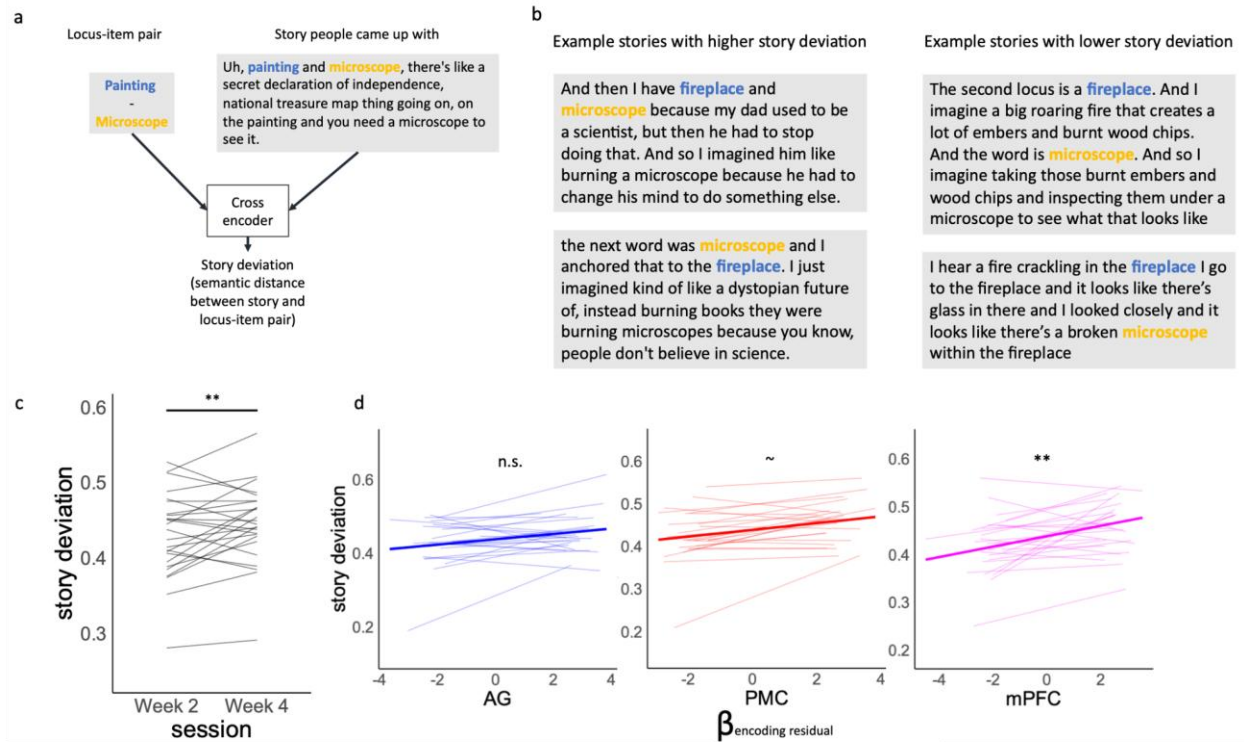 a
Locus-item pair
Story people came up with
Painting
-
Microscope
Uh, painting and microscope, there's like a
secret declaration of independence,
national treasure map thing going on, on
the painting and you need a microscope to
see it.
Cross
encoder
Story deviation
(semantic distance
between story and
locus-item pair)
b
Example stories with higher story deviation
And then I have fireplace and
microscope because my dad used to be
a scientist, but then he had to stop
doing that. And so I imagined him like
burning a microscope because he had to
change his mind to do something else.
the next word was microscope and I
anchored that to the fireplace. I just
imagined kind of like a dystopian future
of, instead burning books they were
burning microscopes because you know,
people don't believe in science.
Example stories with lower story deviation
The second locus is a fireplace. And I
imagine a big roaring fire that creates a
lot of embers and burnt wood chips.
And the word is microscope. And so I
imagine taking those burnt embers and
wood chips and inspecting them under a
microscope to see what that looks like
I hear a fire crackling in the fireplace I go
to the fireplace and it looks like there's
glass in there and I looked closely and it
looks like there's a broken microscope
within the fireplace
c
**
0.6
0.5
0.4
0.3
story deviation
Week 2 Week 4
session
d
n.s.
0.6
0.4
0.2
story deviation
-4 -2 0 2 4
AG
~
0.6
0.5
0.4
0.3
0.2
-2 0 2 4
PMC
**
0.6
0.5
0.4
0.3
0.2
-4 -2 0 2
mPFC
β encoding residual